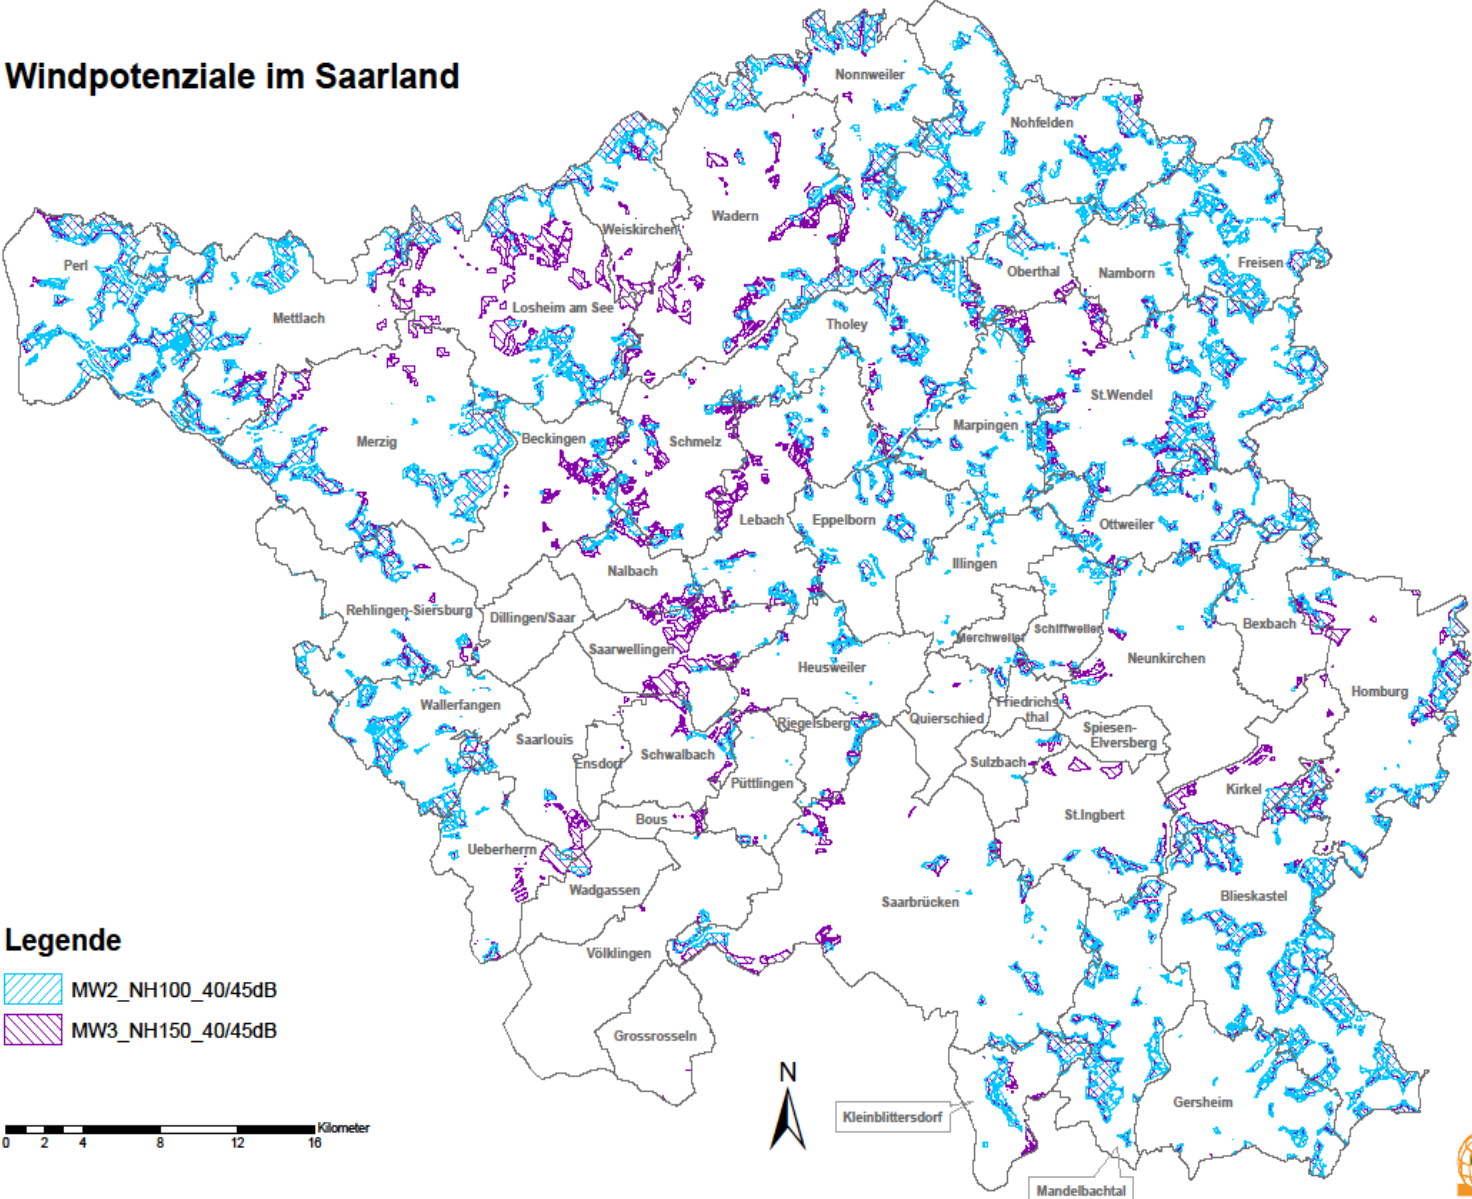 Windpotenziale im Saarland
Nonnweiler
Nohfelden
Wadern
Weiskirchen
Perl
Oberthal
Namborn
Freisen
Losheim am See
Mettlach
Tholey
St.Wendel
Marpingen
Merzig
Beckingen
Schmelz
Lebach
Eppelborn
Ottweiler
Illingen
Nalbach
Rehlingen-Siersburg
Dillingen/Saar
Bexbach
Schiffweiler
Merchweiler
Saarwellingen
Neunkirchen
Heusweiler
Homburg
Wallerfangen
Friedrichs-
thal
Quierschied
Riegelsberg
Spiesen-
Elversberg
Saarlouis
Schwalbach
Ensdorf
Sulzbach
Püttlingen
Kirkel
St.Ingbert
Bous
Ueberherrn
Wadgassen
Blieskastel
Saarbrücken
Völklingen
Legende
MW2_NH100_40/45dB
MW3_NH150_40/45dB
Grossrosseln
N
Gersheim
Kleinblittersdorf
Kilometer
0 2 4 8 12 16
Mandelbachtal